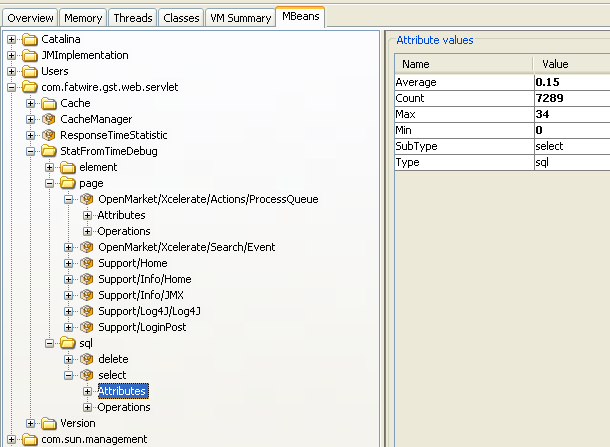 Overview Memory Threads Classes VM Summary MBeans
Catalina
JMImplementation
Users
com.fatwire.gst.web.servlet
Cache
CacheManager
ResponseTimeStatistic
StatFromTimeDebug
element
page
OpenMarket/Xcelerate/Actions/ProcessQueue
Attributes
Operations
OpenMarket/Xcelerate/Search/Event
Support/Home
Support/Info/Home
Support/Info/JMX
Support/Log4J/Log4J
Support/LoginPost
sql
delete
select
Attributes
Operations
Version
com.sun.management
Attribute values
Name Value
Average 0.15
Count 7289
Max 34
Min 0
SubType select
Type sql